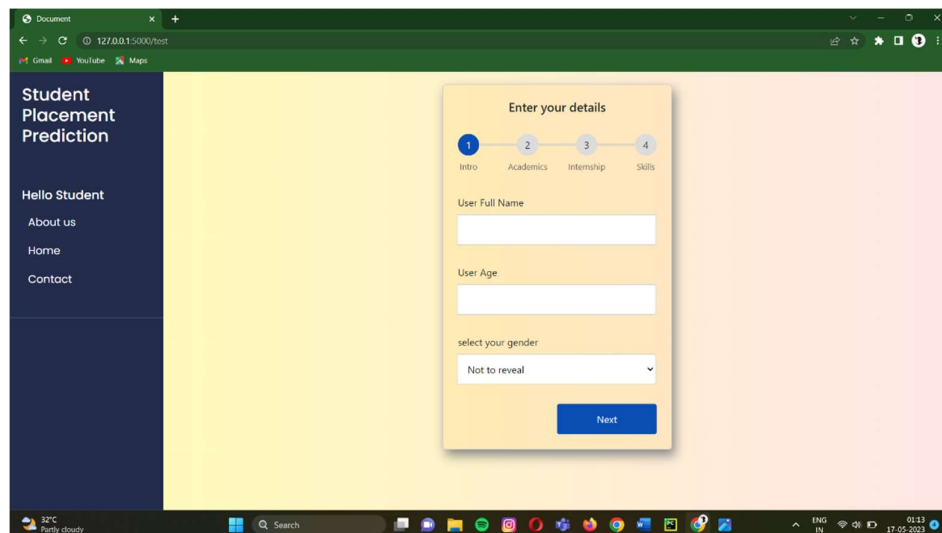 Document
127.0.0.1:5000/test
Gmail YouTube Maps
Student
Placement
Prediction
Hello Student
About us
Home
Contact
Enter your details
1 2 3 4
Intro Academics Internship Skills
User Full Name
User Age
select your gender
Not to reveal
Next
32°C
Partly cloudy
Search
ENG
IN
01:13
17-05-2023